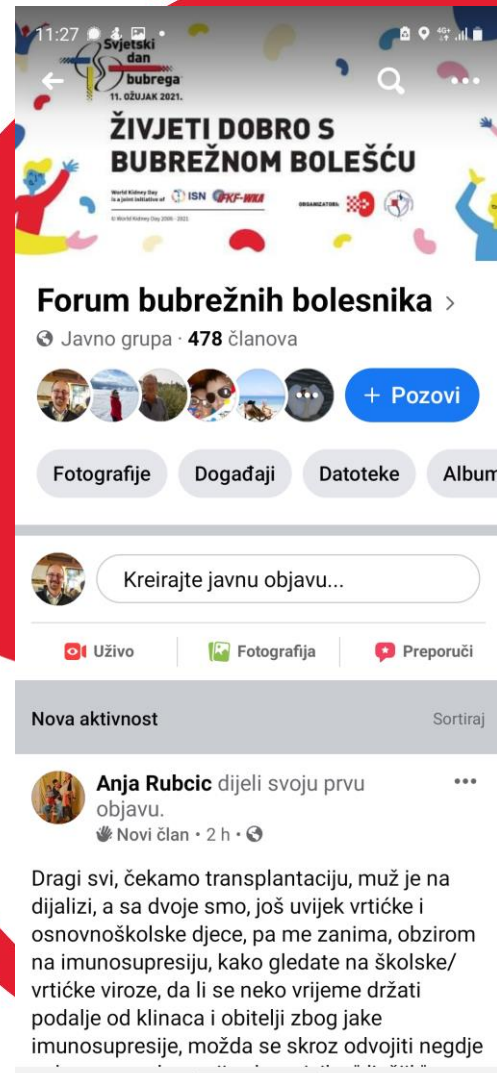 11:27
Svjetski
dan
bubrega
11. OŽUJAK 2021.
ŽIVJETI DOBRO S
BUBREŽNOM BOLEŠĆU
World Kidney Day
is a joint initiative of
ISN IFKF-WKA
ORGANIZATORI:
© World Kidney Day 2006 - 2021
Forum bubrežnih bolesnika >
Javno grupa · 478 članova
+ Pozovi
Fotografije Događaji Datoteke Album
Kreirajte javnu objavu...
Uživo Fotografija Preporuči
Nova aktivnost Sortiraj
Anja Rubcic dijeli svoju prvu
objavu.
Novi član • 2 h •
Dragi svi, čekamo transplantaciju, muž je na
dijalizi, a sa dvoje smo, još uvijek vrtićke i
osnovnoškolske djece, pa me zanima, obzirom
na imunosupresiju, kako gledate na školske/
vrtićke viroze, da li se neko vrijeme držati
podalje od klinaca i obitelji zbog jake
imunosupresije, možda se skroz odvojiti negdje